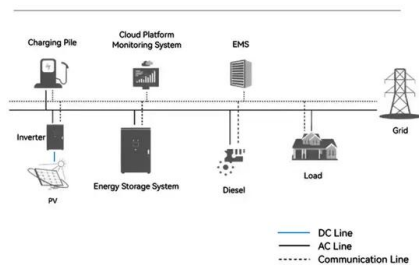 Charging Pile
Cloud Platform
Monitoring System
EMS
Grid
Inverter
PV
Energy Storage System
Diesel
Load
DC Line
AC Line
Communication Line